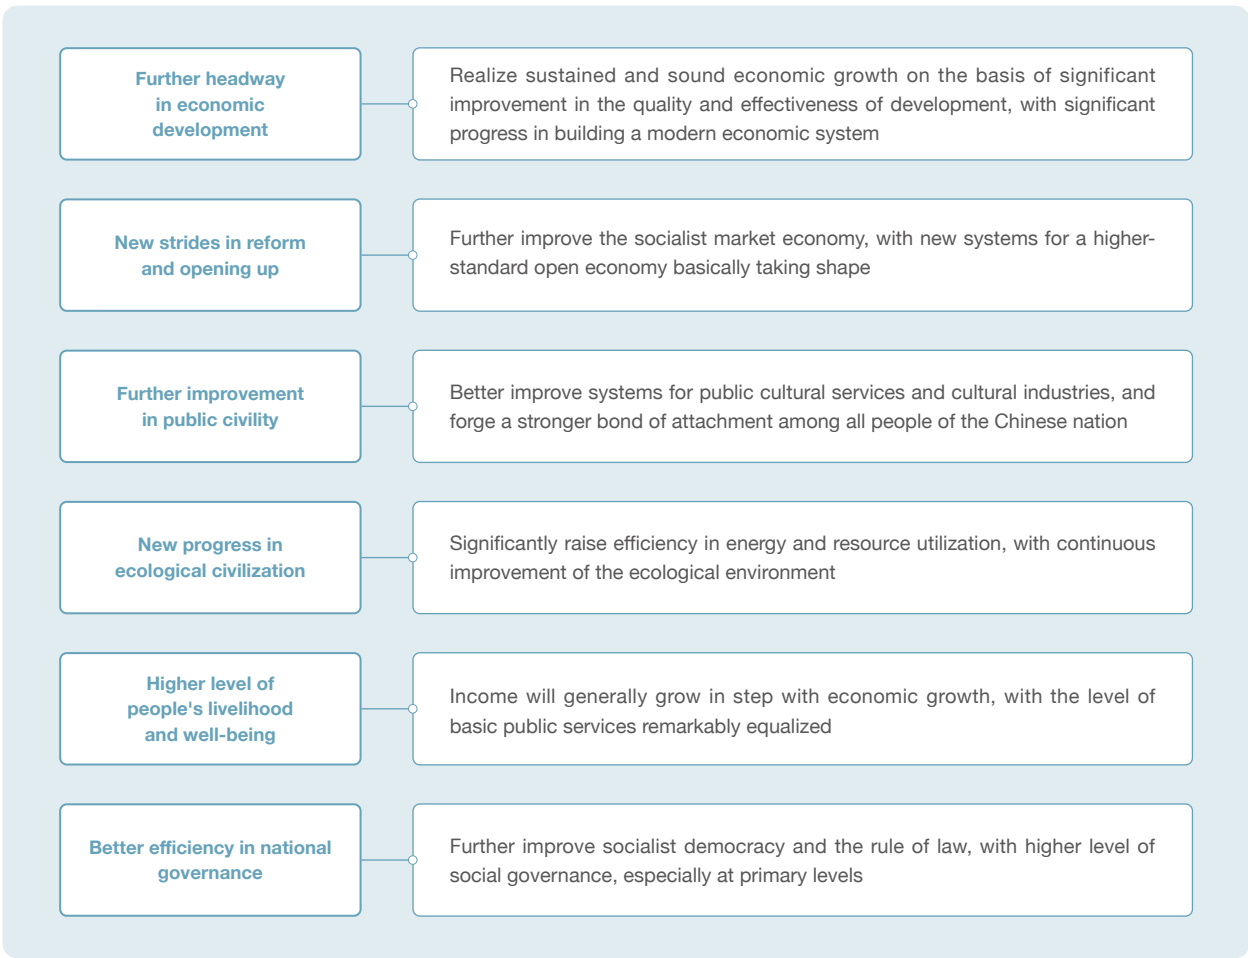 Further headway
in economic
development
Realize sustained and sound economic growth on the basis of significant
improvement in the quality and effectiveness of development, with significant
progress in building a modern economic system
New strides in reform
and opening up
Further improve the socialist market economy, with new systems for a higher-
standard open economy basically taking shape
Further improvement
in public civility
Better improve systems for public cultural services and cultural industries, and
forge a stronger bond of attachment among all people of the Chinese nation
New progress in
ecological civilization
Significantly raise efficiency in energy and resource utilization, with continuous
improvement of the ecological environment
Higher level of
people's livelihood
and well-being
Income will generally grow in step with economic growth, with the level of
basic public services remarkably equalized
Better efficiency in national
governance
Further improve socialist democracy and the rule of law, with higher level of
social governance, especially at primary levels